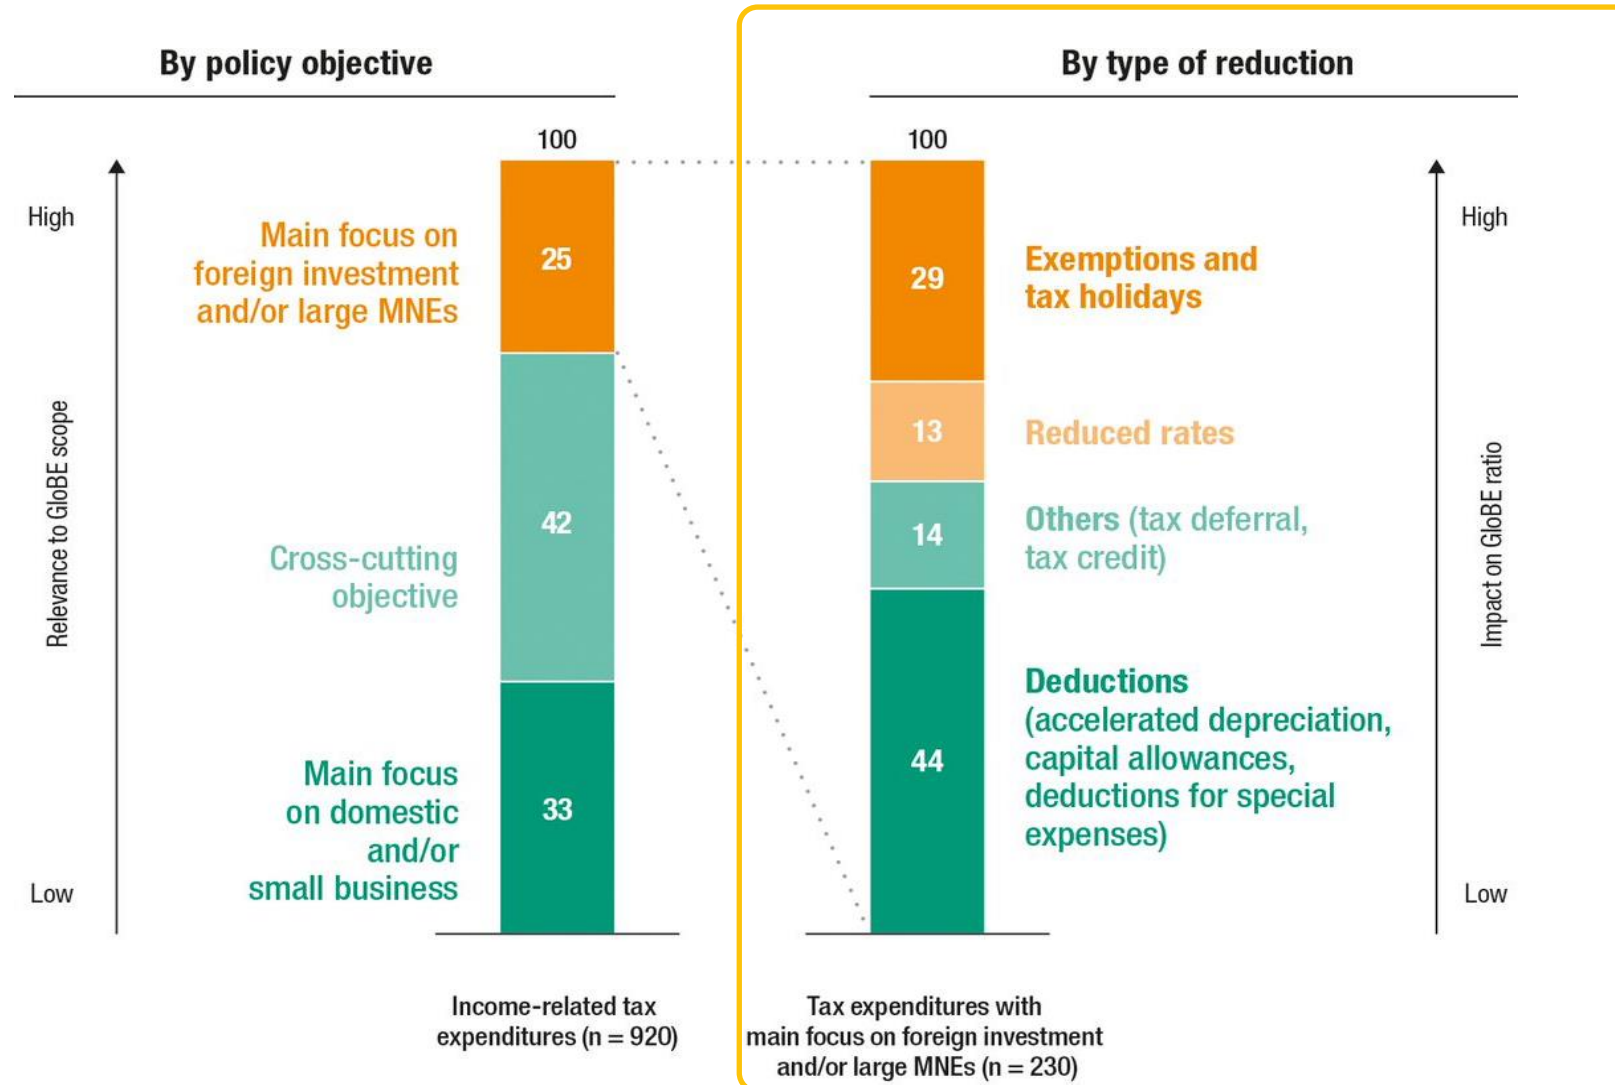 By policy objective
100
High
Main focus on
foreign investment
and/or large MNEs
25
Relevance to GloBE scope
42
Cross-cutting
objective
Main focus
on domestic
and/or
small business
33
Low
Income-related tax
expenditures (n = 920)
By type of reduction
100
High
29
Exemptions and
tax holidays
13
Reduced rates
14
Others (tax deferral,
tax credit)
Impact on GloBE ratio
44
Deductions
(accelerated depreciation,
capital allowances,
deductions for special
expenses)
Low
Tax expenditures with
main focus on foreign investment
and/or large MNEs (n = 230)